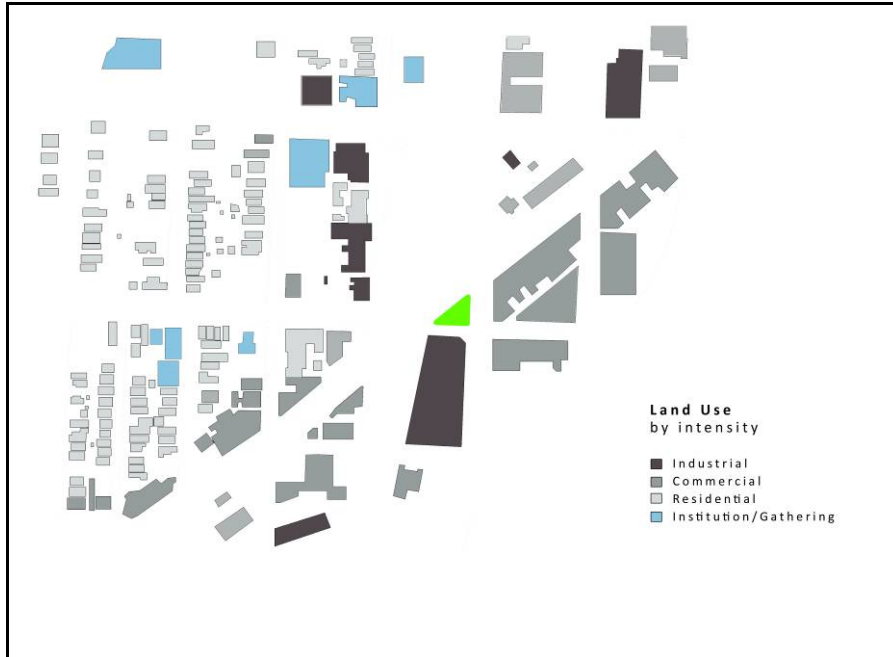 Land Use
by intensity
Industrial
Commercial
Residential
Institution/Gathering